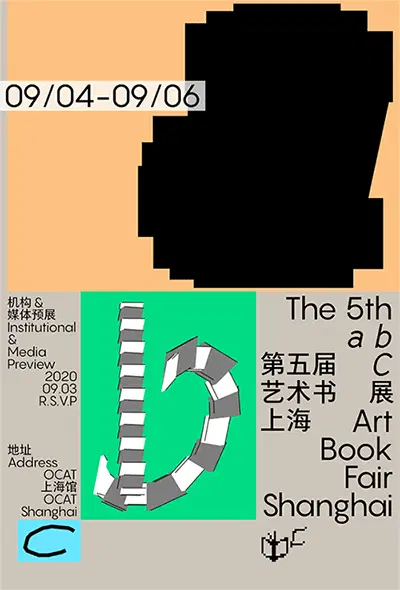 09/04-09/06
机构 &
媒体预展
Institutional
&
Media
Preview
2020
09.03
R.S.V.P
地址
Address
OCAT
上海馆
OCAT
Shanghai
The 5th
a b
第五届 C
艺术书 展
上海 Art
Book
Fair
Shanghai
a
b
C